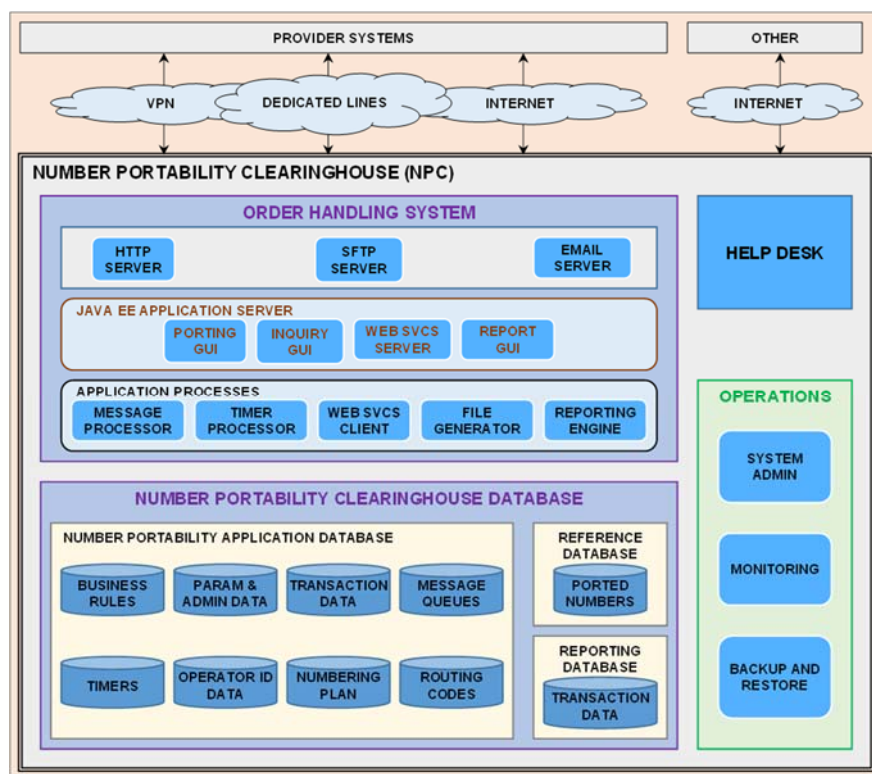 PROVIDER SYSTEMS
OTHER
VPN
DEDICATED LINES
INTERNET
INTERNET
NUMBER PORTABILITY CLEARINGHOUSE (NPC)
ORDER HANDLING SYSTEM
HTTP
SERVER
SFTP
SERVER
EMAIL
SERVER
HELP DESK
JAVA EE APPLICATION SERVER
PORTING
GUI
INQUIRY
GUI
WEB SVCS
SERVER
REPORT
GUI
APPLICATION PROCESSES
MESSAGE
PROCESSOR
TIMER
PROCESSOR
WEB SVCS
CLIENT
FILE
GENERATOR
REPORTING
ENGINE
OPERATIONS
SYSTEM
ADMIN
MONITORING
BACKUP AND
RESTORE
NUMBER PORTABILITY CLEARINGHOUSE DATABASE
NUMBER PORTABILITY APPLICATION DATABASE
BUSINESS
RULES
PARAM &
ADMIN DATA
TRANSACTION
DATA
MESSAGE
QUEUES
TIMERS
OPERATOR ID
DATA
NUMBERING
PLAN
ROUTING
CODES
REFERENCE
DATABASE
PORTED
NUMBERS
REPORTING
DATABASE
TRANSACTION
DATA